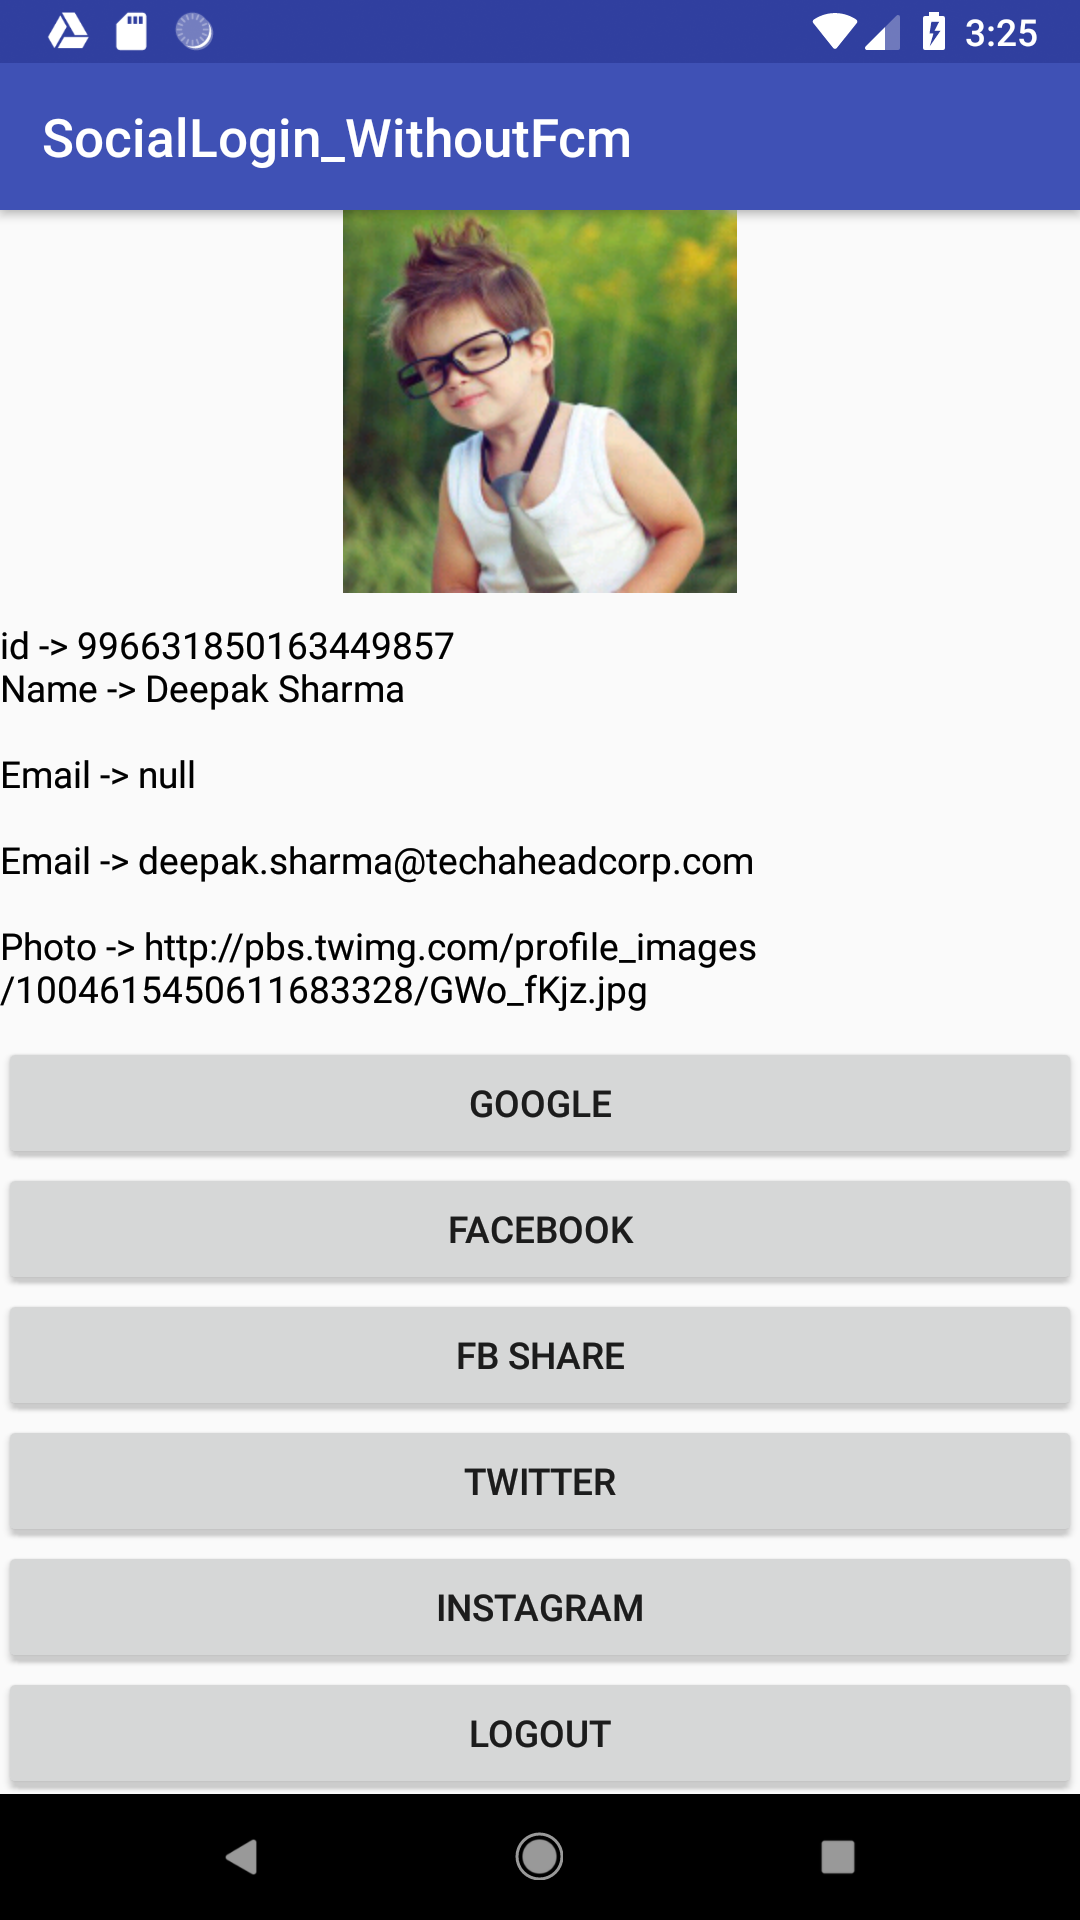 3:25
SocialLogin_WithoutFcm
id -> 996631850163449857
Name -> Deepak Sharma
Email -> null
Email -> deepak.sharma@techaheadcorp.com
Photo -> http://pbs.twimg.com/profile_images
/1004615450611683328/GWo_fKjz.jpg
GOOGLE
FACEBOOK
FB SHARE
TWITTER
INSTAGRAM
LOGOUT